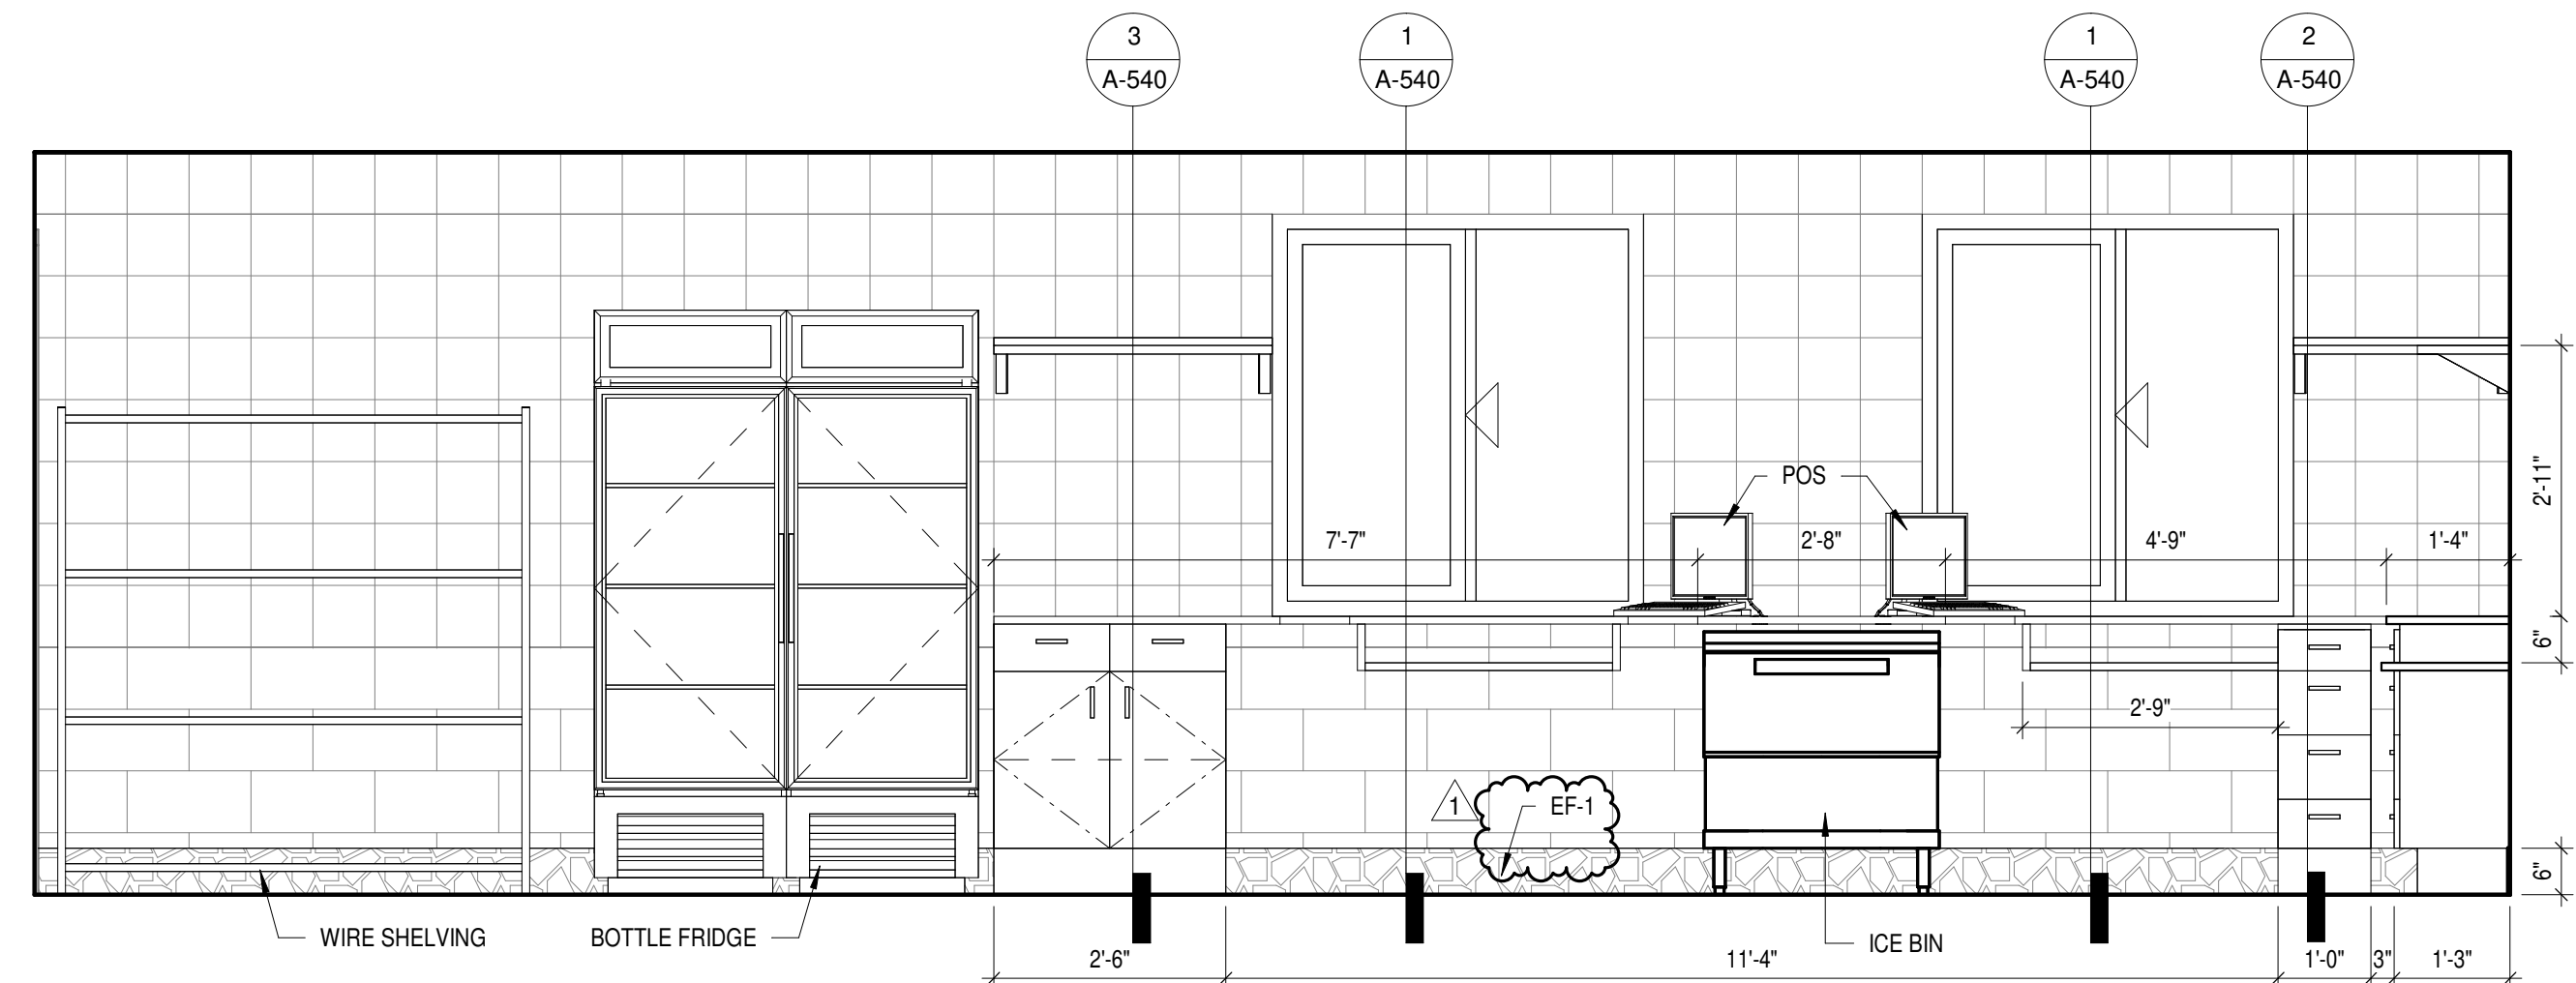 3
A-540
1
A-540
1
A-540
2
A-540
2'-11"
POS
7'-7"
2'-8"
4'-9"
1'-4"
6"
2'-9"
1
EF-1
6"
WIRE SHELVING
BOTTLE FRIDGE
ICE BIN
2'-6"
11'-4"
1'-0"
3"
1'-3"